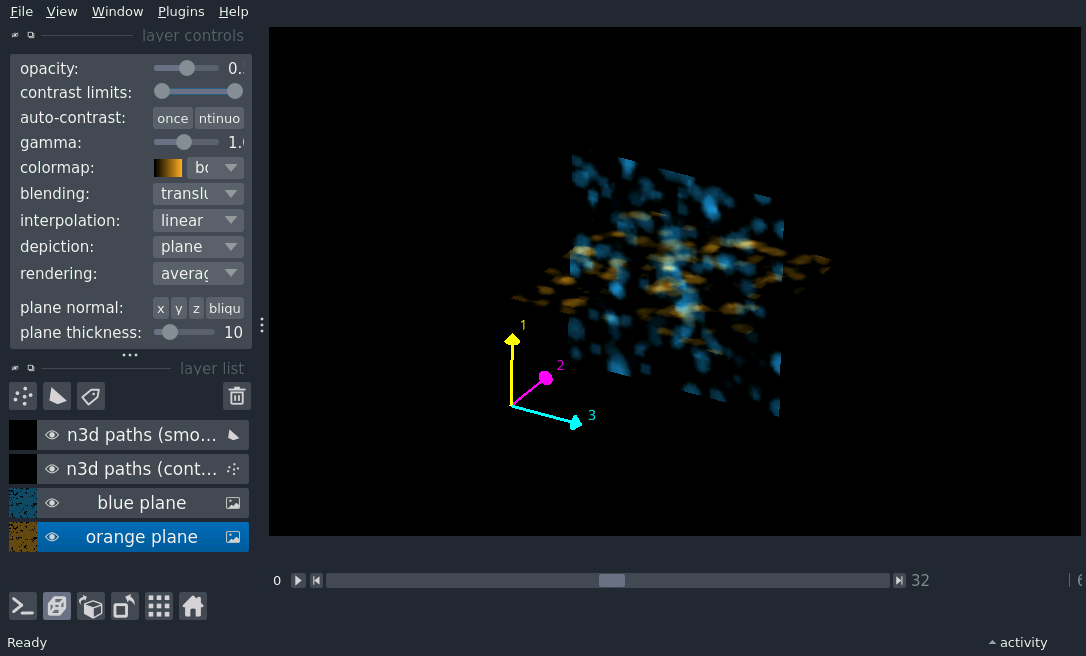 File View Window Plugins Help
layer controls
opacity: 0.
contrast limits:
auto-contrast: once ntinuo
gamma: 1.
colormap: bo
blending: translu
interpolation: linear
depiction: plane
rendering: averag
plane normal: x y z bliqu
plane thickness: 10
layer list
n3d paths (smo...
n3d paths (cont...
blue plane
orange plane
1
2
3
0 32 6
Ready activity